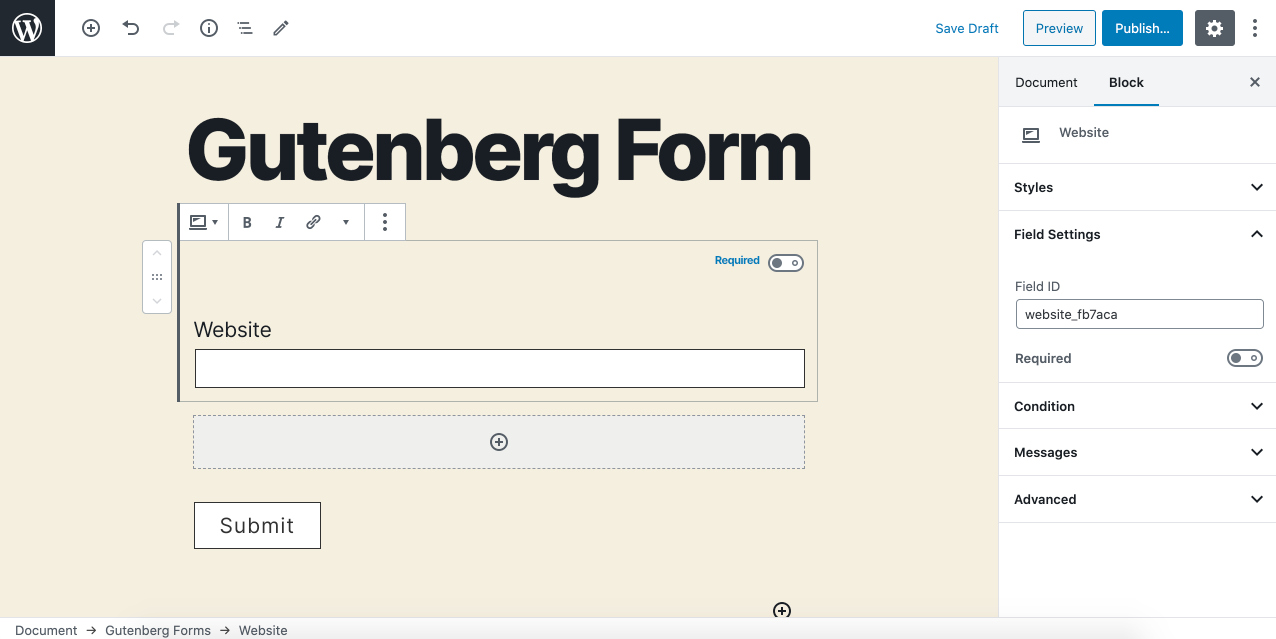 Save Draft
Preview
Publish...
Document
Block
Gutenberg Form
Website
Styles
B I
Field Settings
Required
Field ID
website_fb7aca
Website
Required
Condition
Messages
Advanced
Submit
Document → Gutenberg Forms → Website